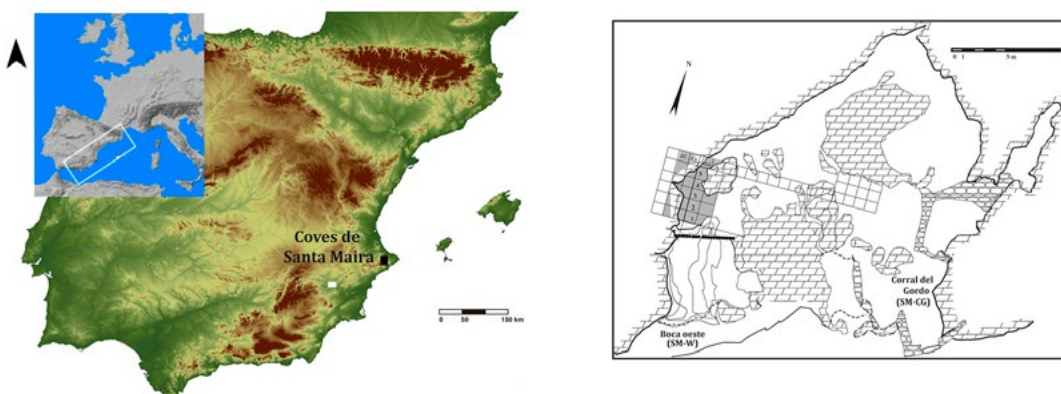 Coves de
Santa Maira
0 50 150 km
N
0 1 5 m
Corral del
Gordo
(SM-CG)
Boca oeste
(SM-W)